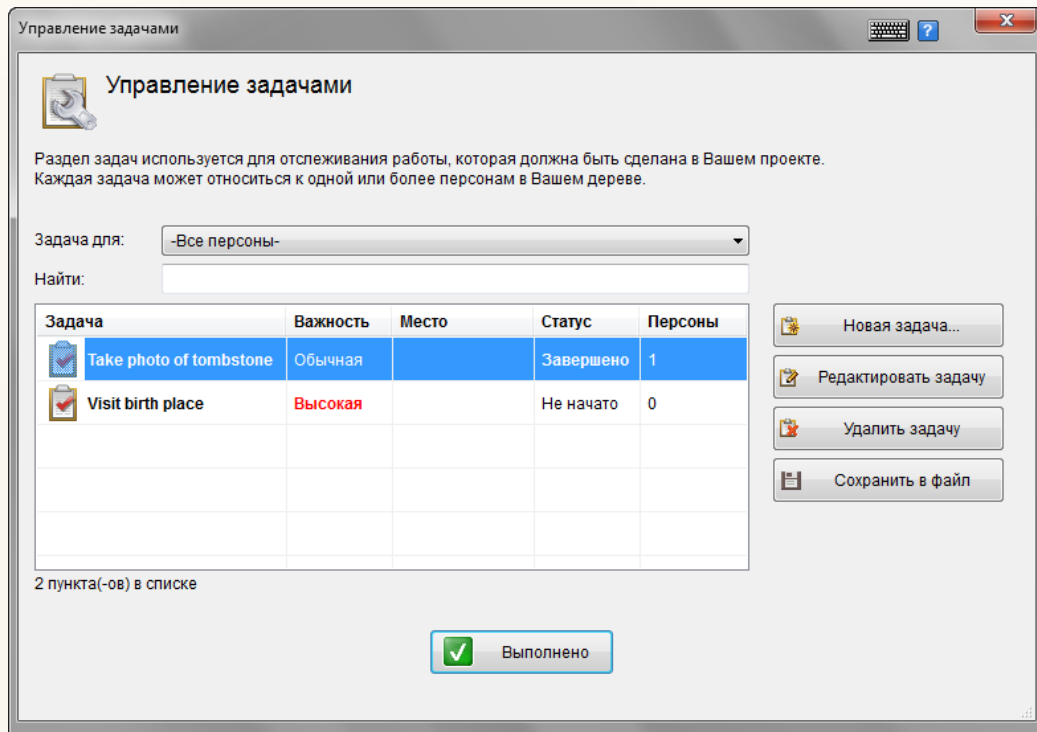 Управление задачами
?
Управление задачами
Раздел задач используется для отслеживания работы, которая должна быть сделана в Вашем проекте.
Каждая задача может относиться к одной или более персонам в Вашем дереве.
Задача для: -Все персоны-
Найти:
Задача Важность Место Статус Персоны
Take photo of tombstone Обычная Завершено 1
Visit birth place Высокая Не начато 0
Новая задача...
Редактировать задачу
Удалить задачу
Сохранить в файл
2 пункта(-ов) в списке
Выполнено